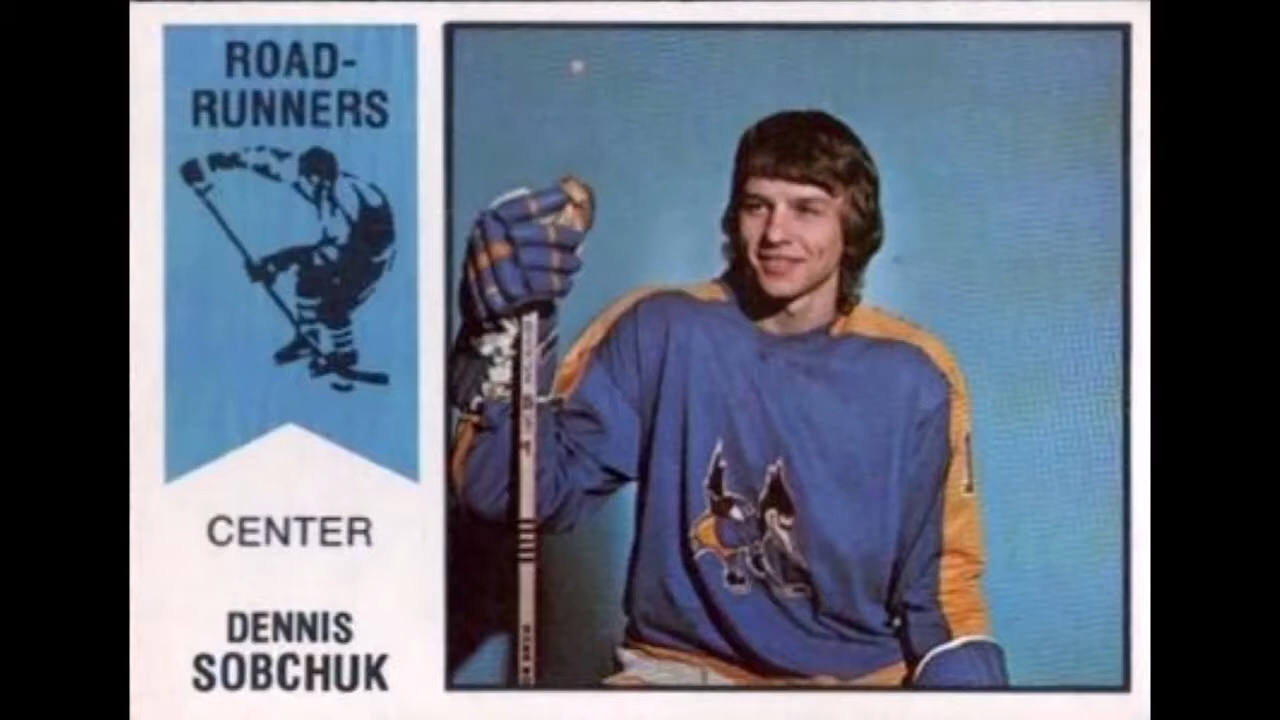 ROAD-
RUNNERS
CENTER
DENNIS
SOBCHUK